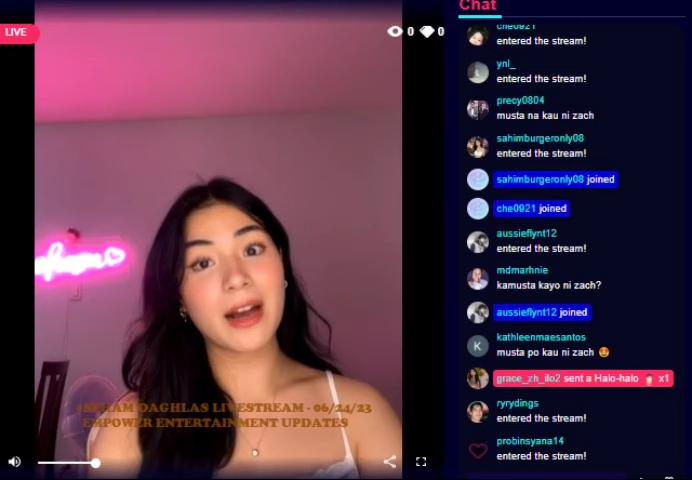 LIVE
0 0
Chat
che0921
entered the stream!
ynl_
entered the stream!
precy0804
musta na kau ni zach
sahimburgeronly08
entered the stream!
sahimburgeronly08 joined
che0921 joined
aussieflynt12
entered the stream!
mdmarhnie
kamusta kayo ni zach?
aussieflynt12 joined
K
kathleenmaesantos
musta po kau ni zach 😍
grace_zh_ilo2 sent a Halo-halo x1
ryrydings
entered the stream!
probinsyana14
entered the stream!
DAGHLAS LIVESTREAM - 06/24/23
EMPOWER ENTERTAINMENT UPDATES